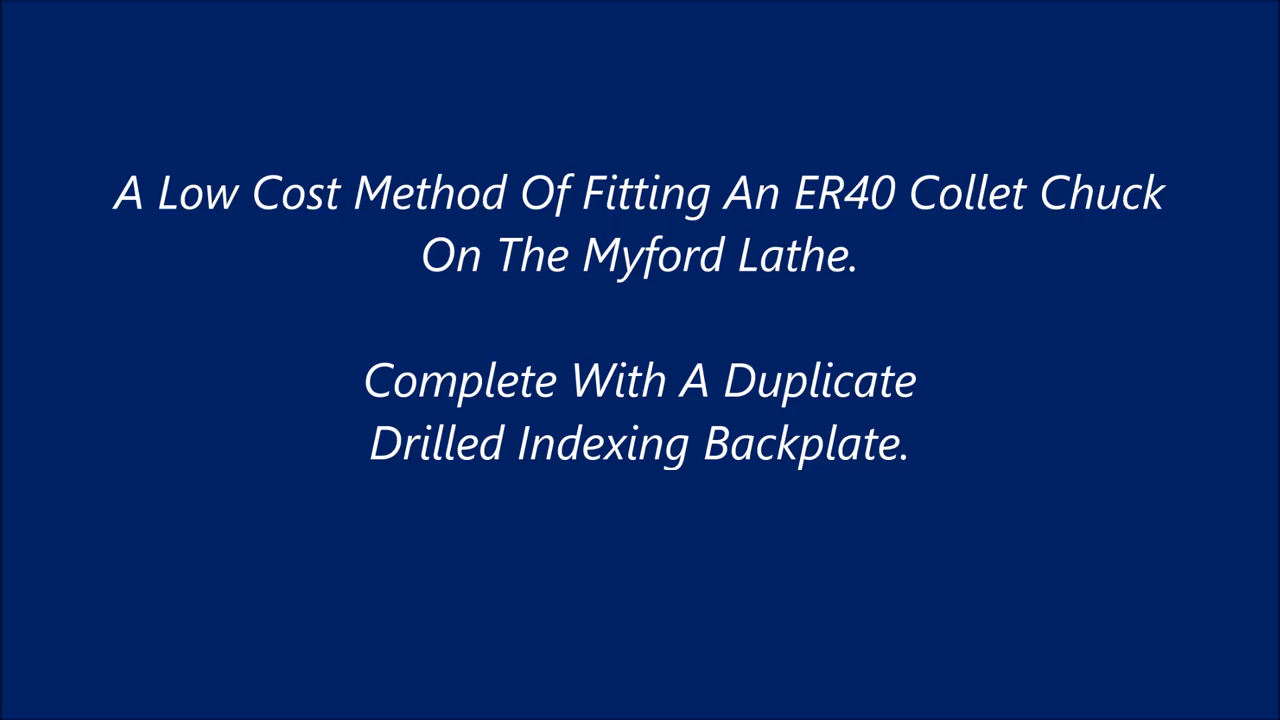 A Low Cost Method Of Fitting An ER40 Collet Chuck
On The Myford Lathe.
Complete With A Duplicate
Drilled Indexing Backplate.